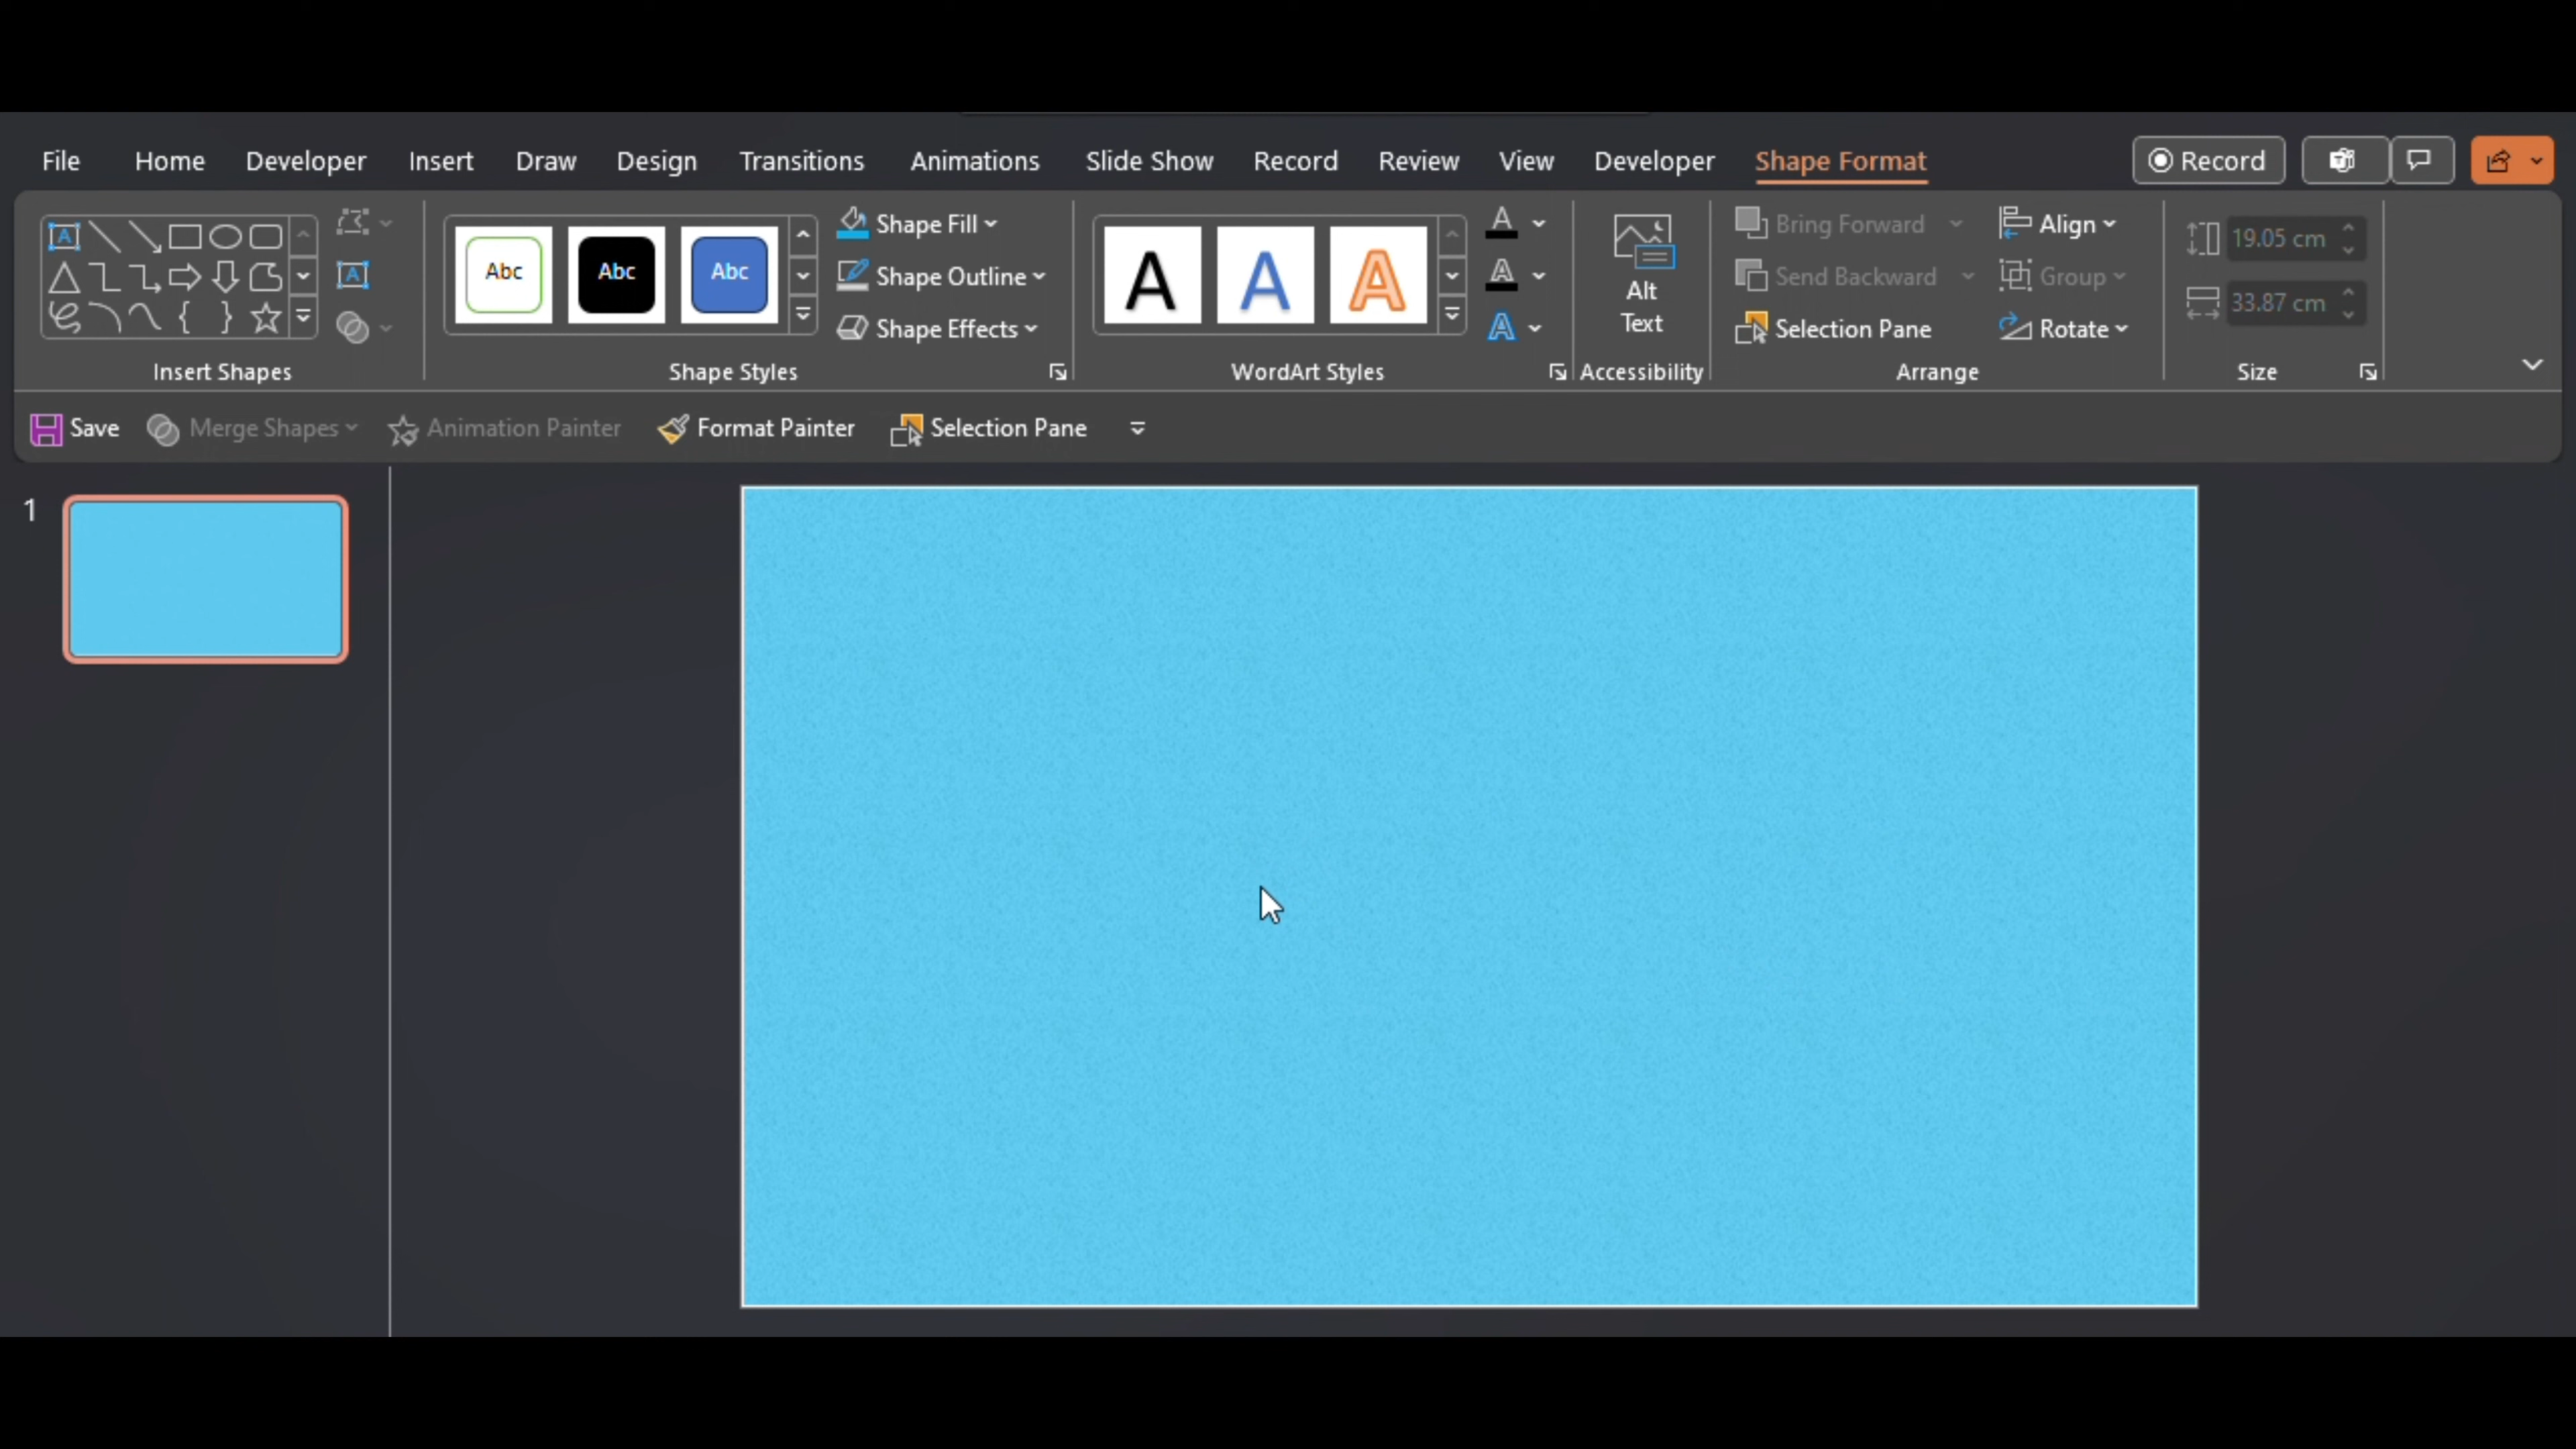 File Home Developer Insert Draw Design Transitions Animations Slide Show Record Review View Developer Shape Format Record
Abc Abc Abc
Shape Fill
Shape Outline
Shape Effects
A A A
Alt
Text
Bring Forward
Send Backward
Selection Pane
Align
Group
Rotate
19.05 cm
33.87 cm
Insert Shapes Shape Styles WordArt Styles Accessibility Arrange Size
Save Merge Shapes Animation Painter Format Painter Selection Pane
1